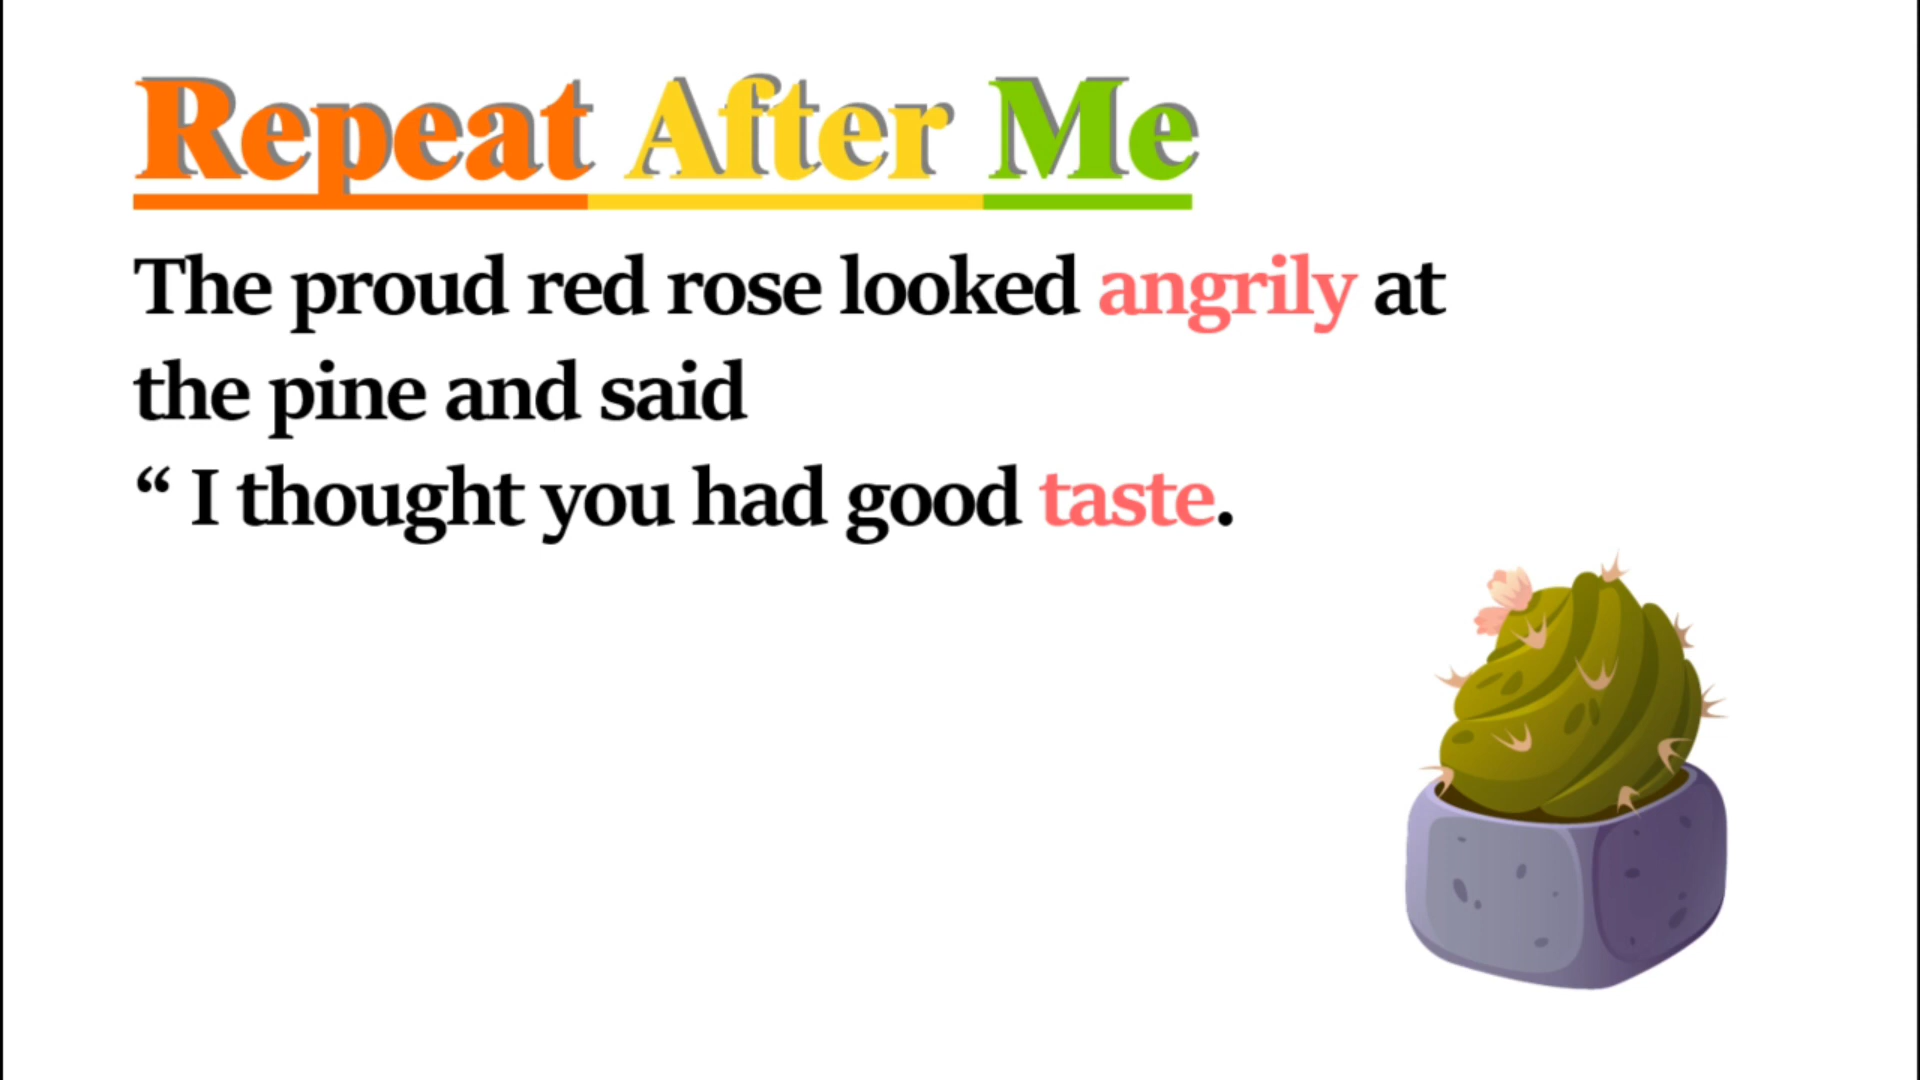 Repeat After Me
The proud red rose looked angrily at
the pine and said
“ I thought you had good taste.